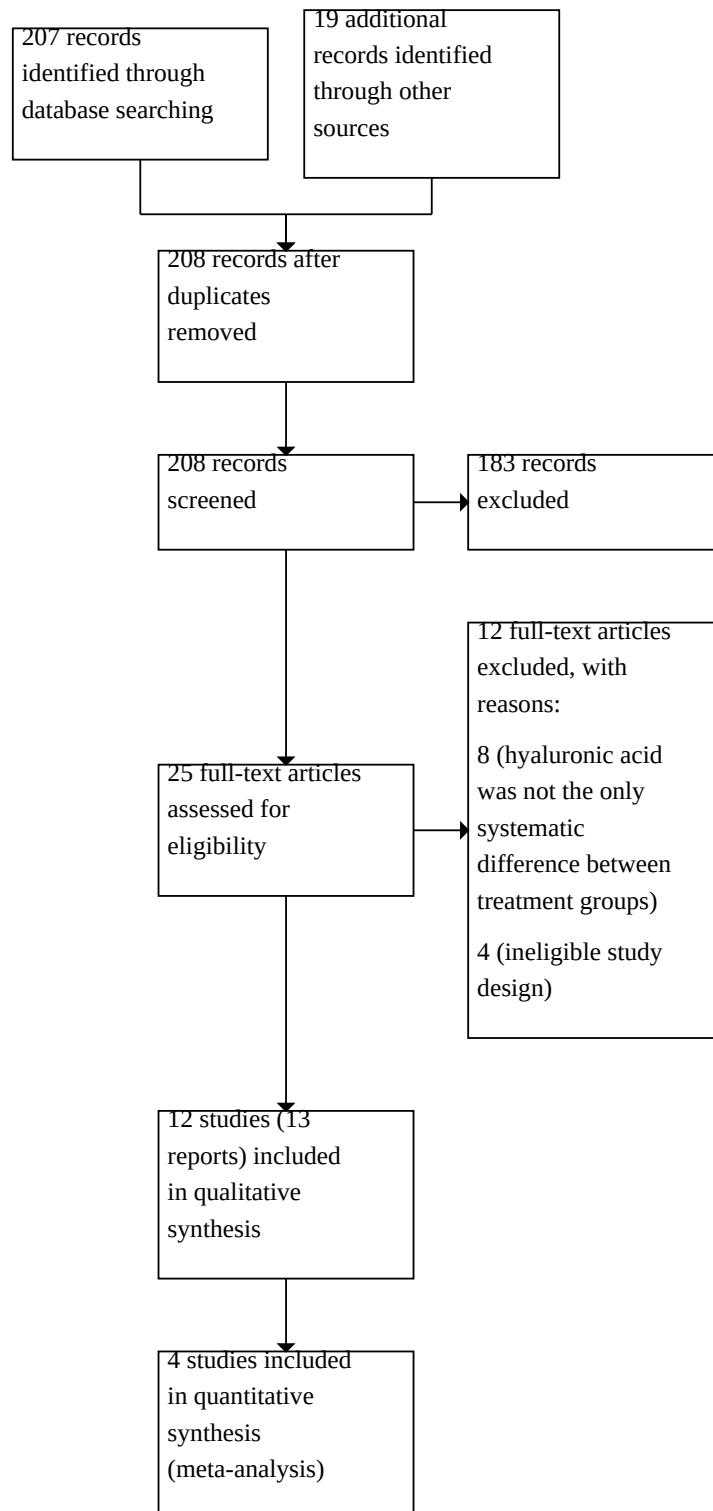 207 records
identified through
database searching
19 additional
records identified
through other
sources
208 records after
duplicates
removed
208 records
screened
183 records
excluded
25 full-text articles
assessed for
eligibility
12 full-text articles
excluded, with
reasons:
8 (hyaluronic acid
was not the only
systematic
difference between
treatment groups)
4 (ineligible study
design)
12 studies (13
reports) included
in qualitative
synthesis
4 studies included
in quantitative
synthesis
(meta-analysis)